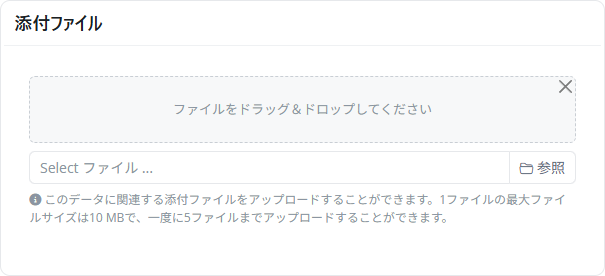 添付ファイル
ファイルをドラッグ＆ドロップしてください
Select ファイル ...
参照
このデータに関連する添付ファイルをアップロードすることができます。1ファイルの最大ファイ
ルサイズは10 MBで、一度に5ファイルまでアップロードすることができます。